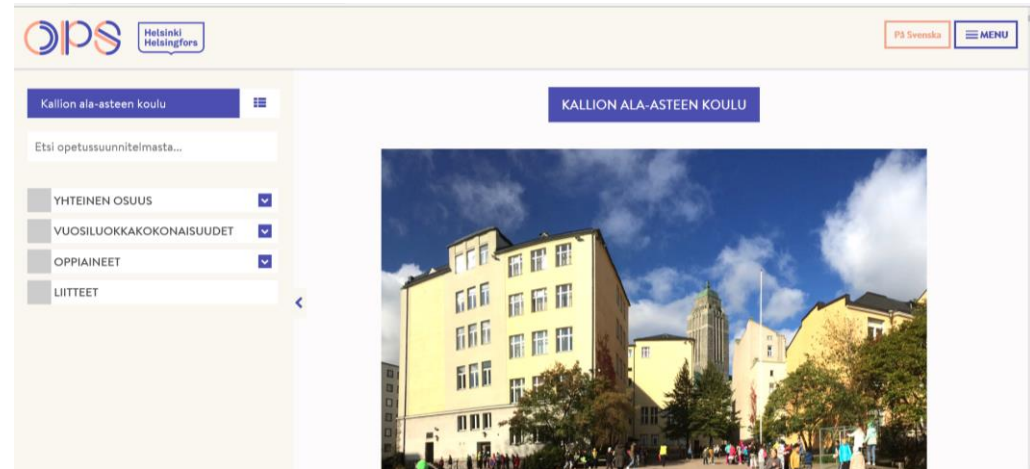 OPS
Helsinki
Helsingfors
På Svenska
MENU
Kallion ala-asteen koulu
KALLION ALA-ASTEEN KOULU
Etsi opetussuunnitelmasta...
YHTEINEN OSUUS
VUOSILUOKKAKOKONAISUUDET
OPPIAINEET
LIITTEET